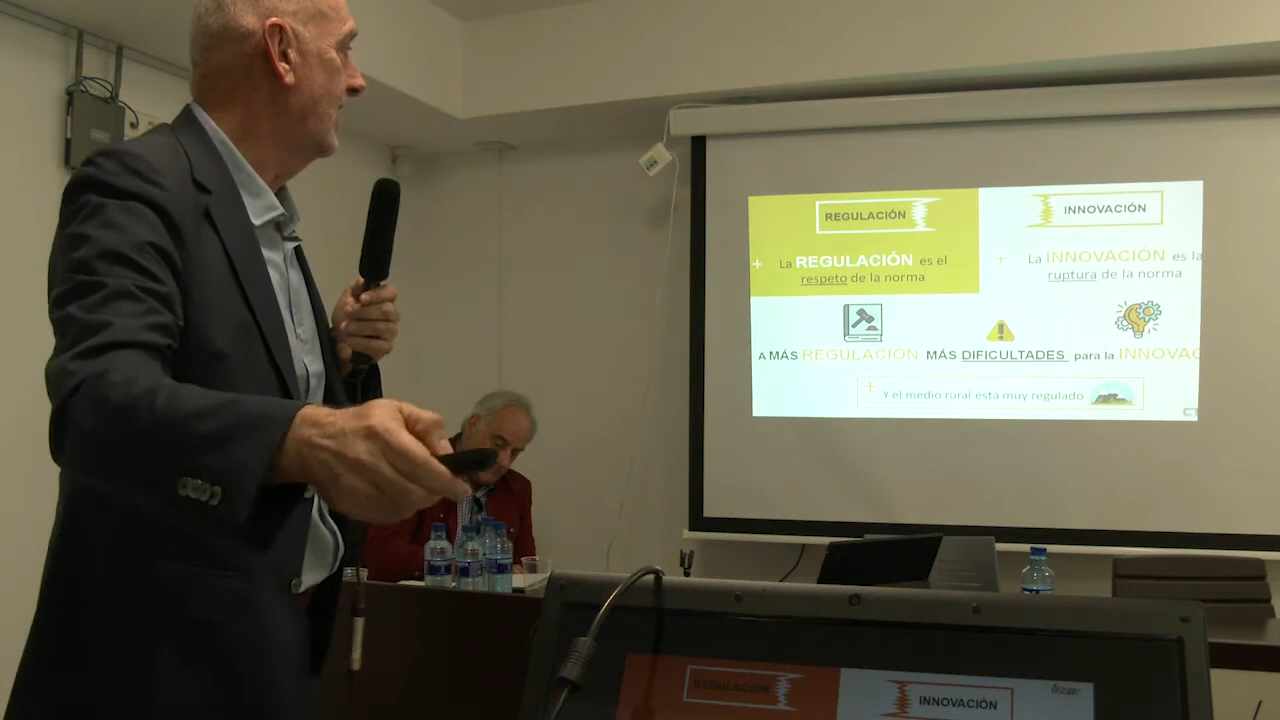 REGULACIÓN
INNOVACIÓN
+ La REGULACIÓN es el
respeto de la norma
+ La INNOVACIÓN es la
ruptura de la norma
A MÁS REGULACIÓN MÁS DIFICULTADES para la INNOVAC
+ Y el medio rural está muy regulado
REGULACIÓN
INNOVACIÓN